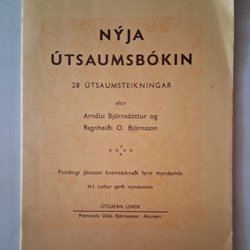 NÝJA
ÚTSAUMSBÓKIN
28 ÚTSAUMSTEIKNINGAR
eftir
Arndísi Björnsdóttur og
Ragnheiði O. Björnsson
Finnbogi Jónsson hreinteiknaði fyrir myndamót
H.f. Leiftur gerði myndamótin
ÚTGÁFAN ÚNDÍK
Prentverk Odds Björnssonar, Akureyri